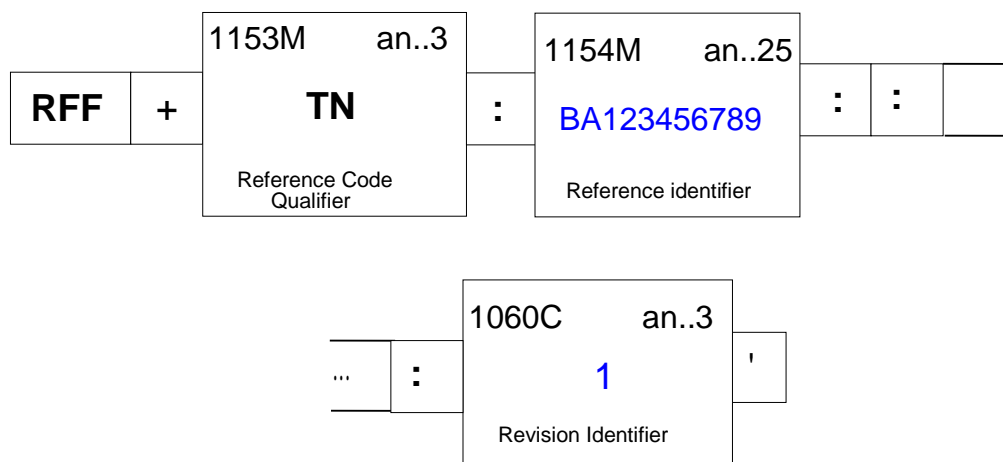 1153M an..3 1154M an..25
RFF + TN : BA123456789 : :
Reference Code
Qualifier
Reference identifier
1060C an..3
... : 1 '
Revision Identifier